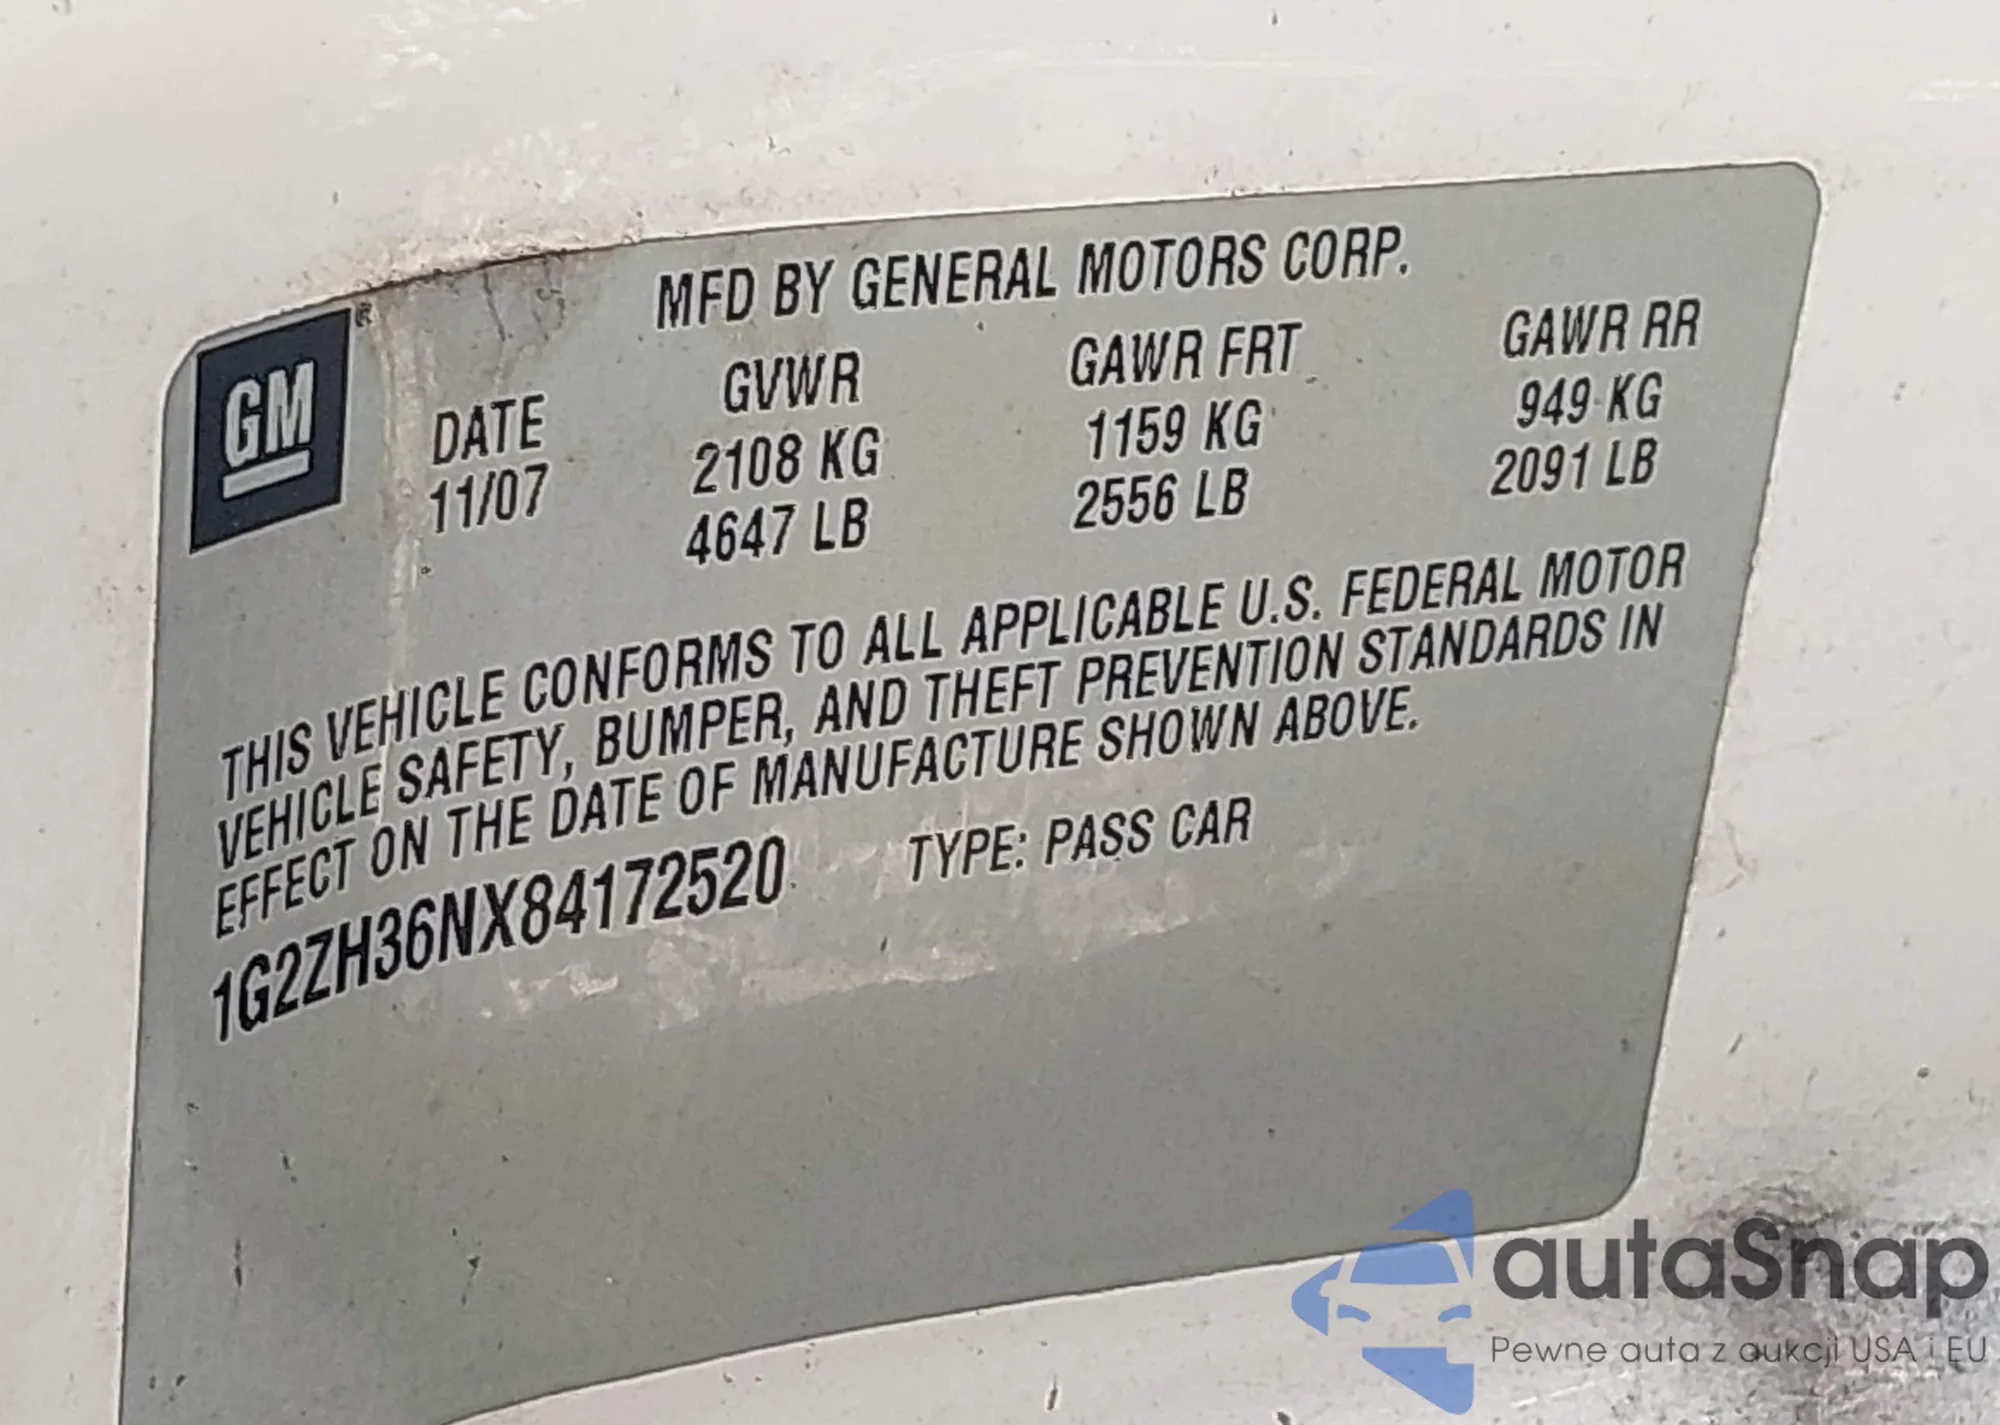 MFD BY GENERAL MOTORS CORP.
GM®
DATE GVWR GAWR FRT GAWR RR
11/07 2108 KG 1159 KG 949 KG
4647 LB 2556 LB 2091 LB
THIS VEHICLE CONFORMS TO ALL APPLICABLE U.S. FEDERAL MOTOR
VEHICLE SAFETY, BUMPER, AND THEFT PREVENTION STANDARDS IN
EFFECT ON THE DATE OF MANUFACTURE SHOWN ABOVE.
1G2ZH36NX84172520 TYPE: PASS CAR
autaSnap
Pewne auta z aukcji USA i EU